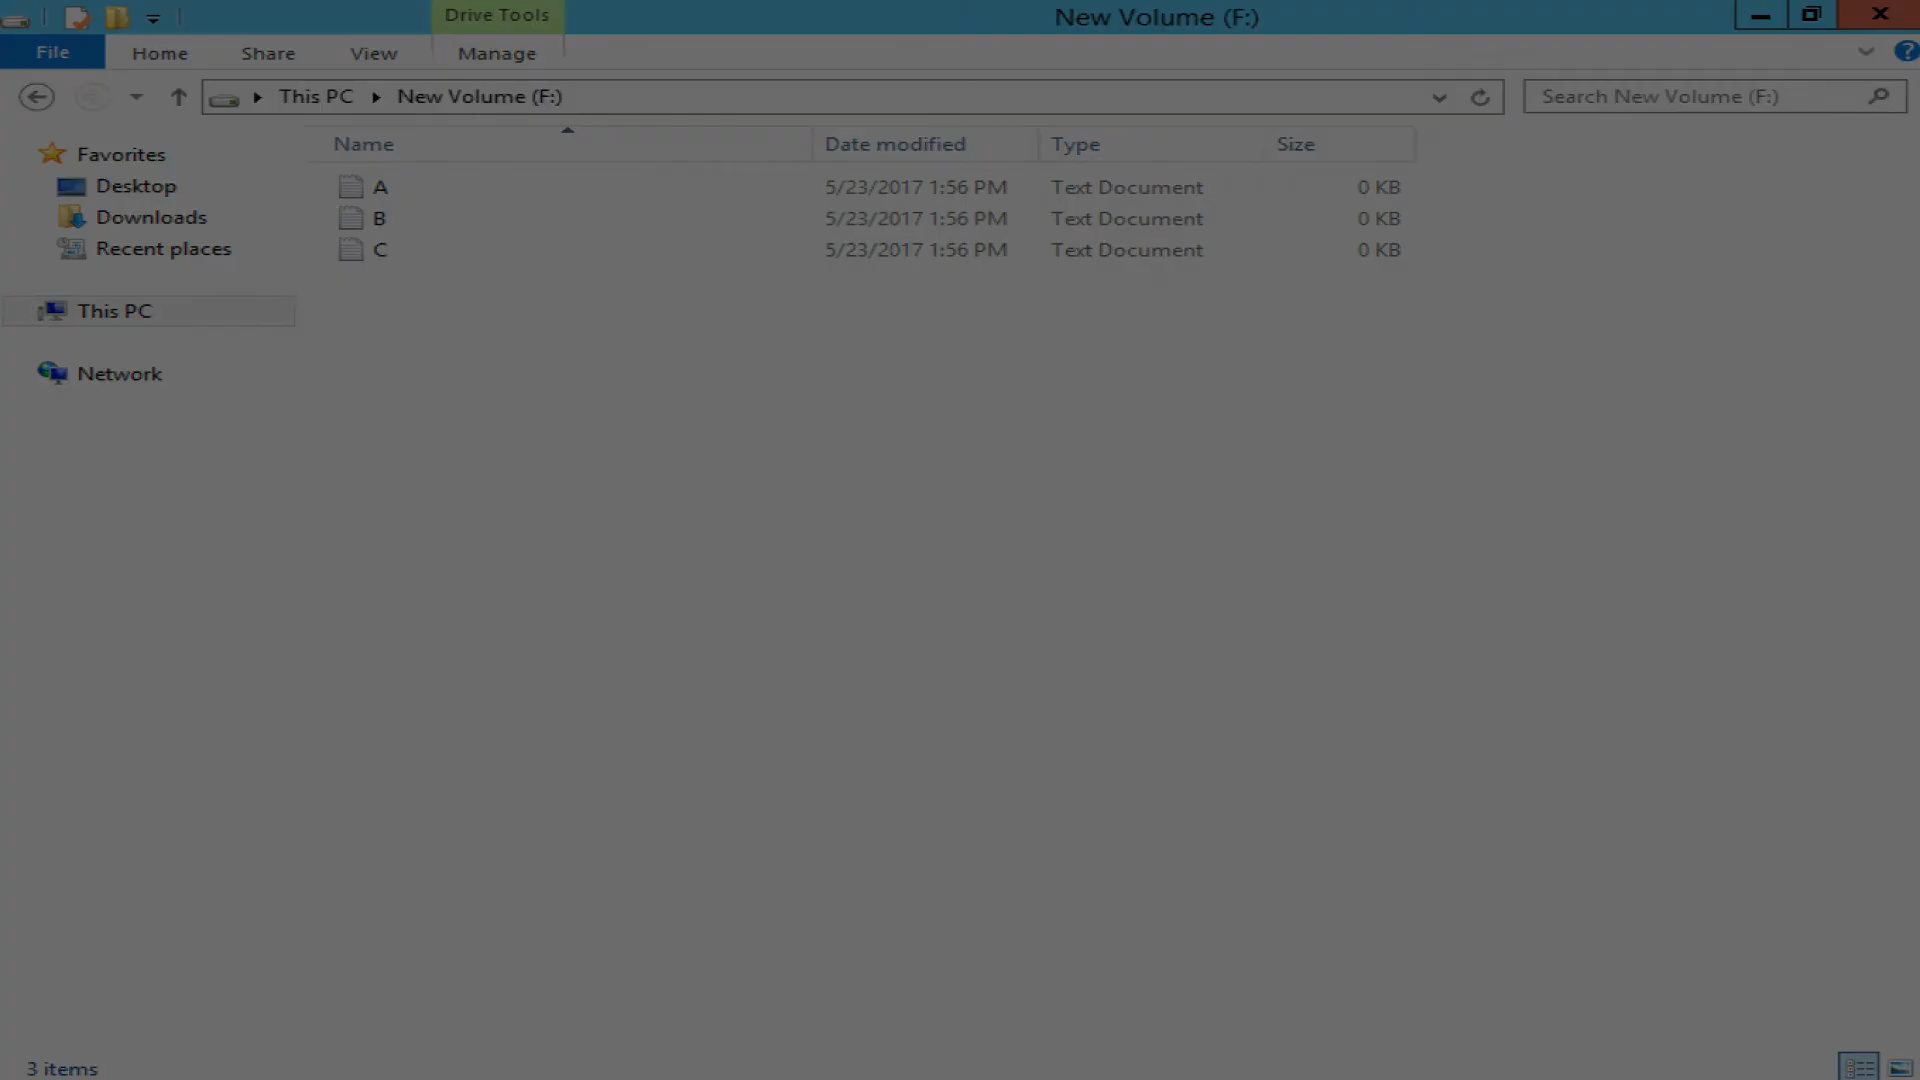 Drive Tools
New Volume (F:)
File Home Share View Manage
This PC New Volume (F:) Search New Volume (F:)
Name Date modified Type Size
Favorites
Desktop
Downloads
Recent places
This PC
Network
A 5/23/2017 1:56 PM Text Document 0 KB
B 5/23/2017 1:56 PM Text Document 0 KB
C 5/23/2017 1:56 PM Text Document 0 KB
3 items